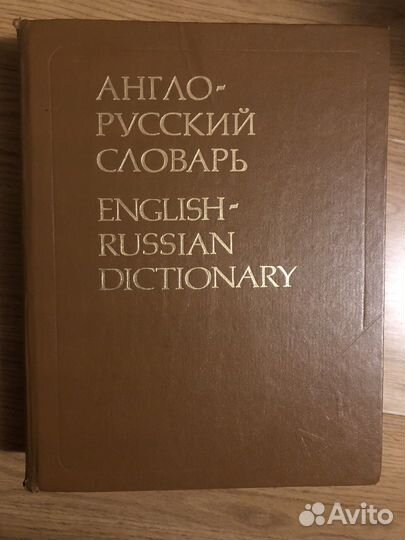 АНГЛО-
РУССКИЙ
СЛОВАРЬ
ENGLISH-
RUSSIAN
DICTIONARY
Avito